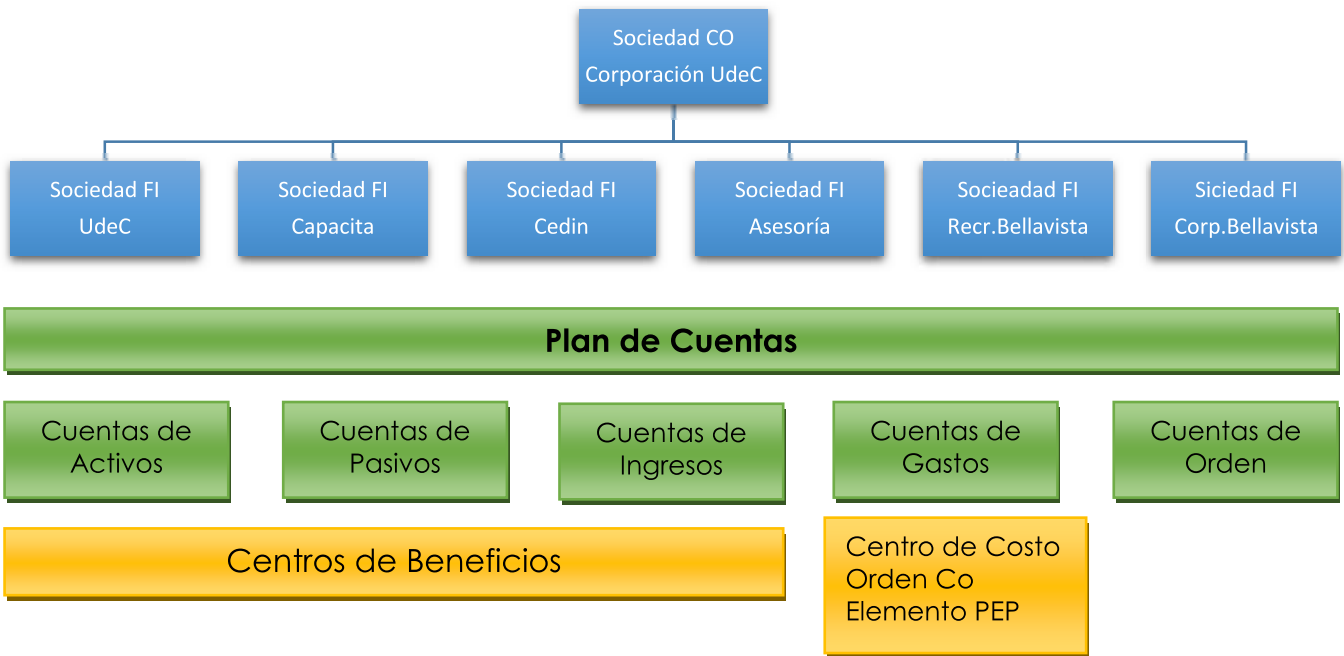 Sociedad CO
Corporación UdeC
Sociedad FI
UdeC
Sociedad FI
Capacita
Sociedad FI
Cedin
Sociedad FI
Asesoría
Socieadad FI
Recr.Bellavista
Siciedad FI
Corp.Bellavista
Plan de Cuentas
Cuentas de
Activos
Cuentas de
Pasivos
Cuentas de
Ingresos
Cuentas de
Gastos
Cuentas de
Orden
Centros de Beneficios
Centro de Costo
Orden Co
Elemento PEP